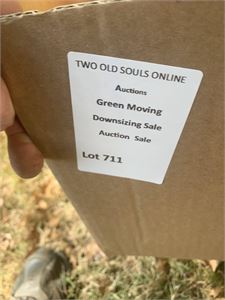 TWO OLD SOULS ONLINE
Auctions
Green Moving
Downsizing Sale
Auction Sale
Lot 711